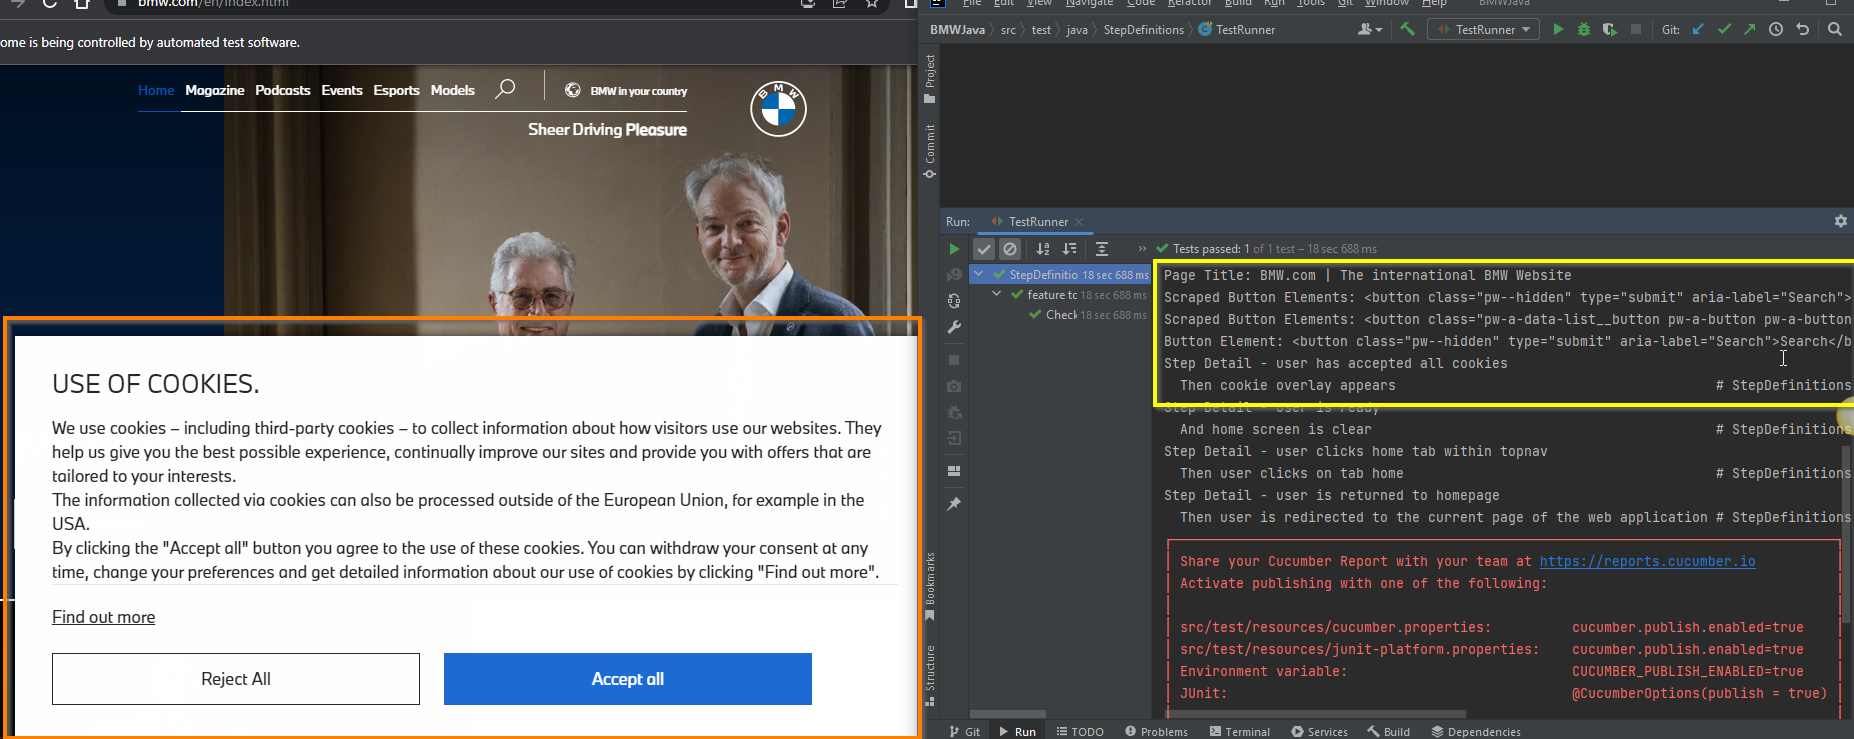 bmw.com/en/index.html
ome is being controlled by automated test software.
Home Magazine Podcasts Events Esports Models BMW in your country
BMW
Sheer Driving Pleasure
USE OF COOKIES.
We use cookies – including third-party cookies – to collect information about how visitors use our websites. They
help us give you the best possible experience, continually improve our sites and provide you with offers that are
tailored to your interests.
The information collected via cookies can also be processed outside of the European Union, for example in the
USA.
By clicking the "Accept all" button you agree to the use of these cookies. You can withdraw your consent at any
time, change your preferences and get detailed information about our use of cookies by clicking "Find out more".
Find out more
Reject All Accept all
File Edit View Navigate Code Refactor Build Run Tools Git Window Help BMWJava
BMWJava src test java StepDefinitions TestRunner TestRunner Git:
Project
Commit
Bookmarks
Structure
Run: TestRunner
Tests passed: 1 of 1 test – 18 sec 688 ms
StepDefinitio 18 sec 688 ms
feature tc 18 sec 688 ms
Check 18 sec 688 ms
Page Title: BMW.com | The international BMW Website
Scraped Button Elements: <button class="pw--hidden" type="submit" aria-label="Search">
Scraped Button Elements: <button class="pw-a-data-list__button pw-a-button pw-a-button
Button Element: <button class="pw--hidden" type="submit" aria-label="Search">Search</b
Step Detail - user has accepted all cookies
Then cookie overlay appears # StepDefinitions
Step Detail - user is ready
And home screen is clear # StepDefinitions
Step Detail - user clicks home tab within topnav
Then user clicks on tab home # StepDefinitions
Step Detail - user is returned to homepage
Then user is redirected to the current page of the web application # StepDefinitions
Share your Cucumber Report with your team at https://reports.cucumber.io
Activate publishing with one of the following:
src/test/resources/cucumber.properties: cucumber.publish.enabled=true
src/test/resources/junit-platform.properties: cucumber.publish.enabled=true
Environment variable: CUCUMBER_PUBLISH_ENABLED=true
JUnit: @CucumberOptions(publish = true)
Git Run TODO Problems Terminal Services Build Dependencies